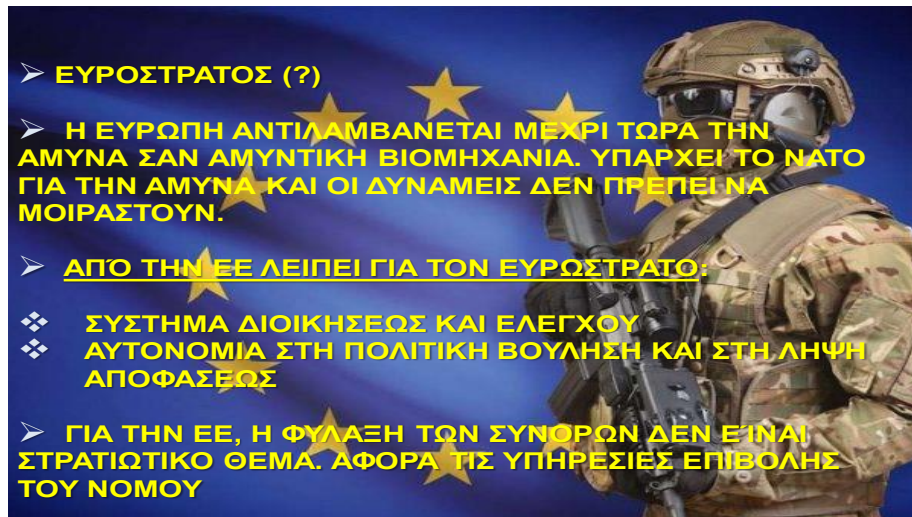 ➢ ΕΥΡΟΣΤΡΑΤΟΣ (?)
➢ Η ΕΥΡΩΠΗ ΑΝΤΙΛΑΜΒΑΝΕΤΑΙ ΜΕΧΡΙ ΤΩΡΑ ΤΗΝ
ΑΜΥΝΑ ΣΑΝ ΑΜΥΝΤΙΚΗ ΒΙΟΜΗΧΑΝΙΑ. ΥΠΑΡΧΕΙ ΤΟ ΝΑΤΟ
ΓΙΑ ΤΗΝ ΑΜΥΝΑ ΚΑΙ ΟΙ ΔΥΝΑΜΕΙΣ ΔΕΝ ΠΡΕΠΕΙ ΝΑ
ΜΟΙΡΑΣΤΟΥΝ.
➢ ΑΠΌ ΤΗΝ ΕΕ ΛΕΙΠΕΙ ΓΙΑ ΤΟΝ ΕΥΡΩΣΤΡΑΤΟ:
❖ ΣΥΣΤΗΜΑ ΔΙΟΙΚΗΣΕΩΣ ΚΑΙ ΕΛΕΓΧΟΥ
❖ ΑΥΤΟΝΟΜΙΑ ΣΤΗ ΠΟΛΙΤΙΚΗ ΒΟΥΛΗΣΗ ΚΑΙ ΣΤΗ ΛΗΨΗ
ΑΠΟΦΑΣΕΩΣ
➢ ΓΙΑ ΤΗΝ ΕΕ, Η ΦΥΛΑΞΗ ΤΩΝ ΣΥΝΟΡΩΝ ΔΕΝ ΕΊΝΑΙ
ΣΤΡΑΤΙΩΤΙΚΟ ΘΕΜΑ. ΑΦΟΡΑ ΤΙΣ ΥΠΗΡΕΣΙΕΣ ΕΠΙΒΟΛΗΣ
ΤΟΥ ΝΟΜΟΥ